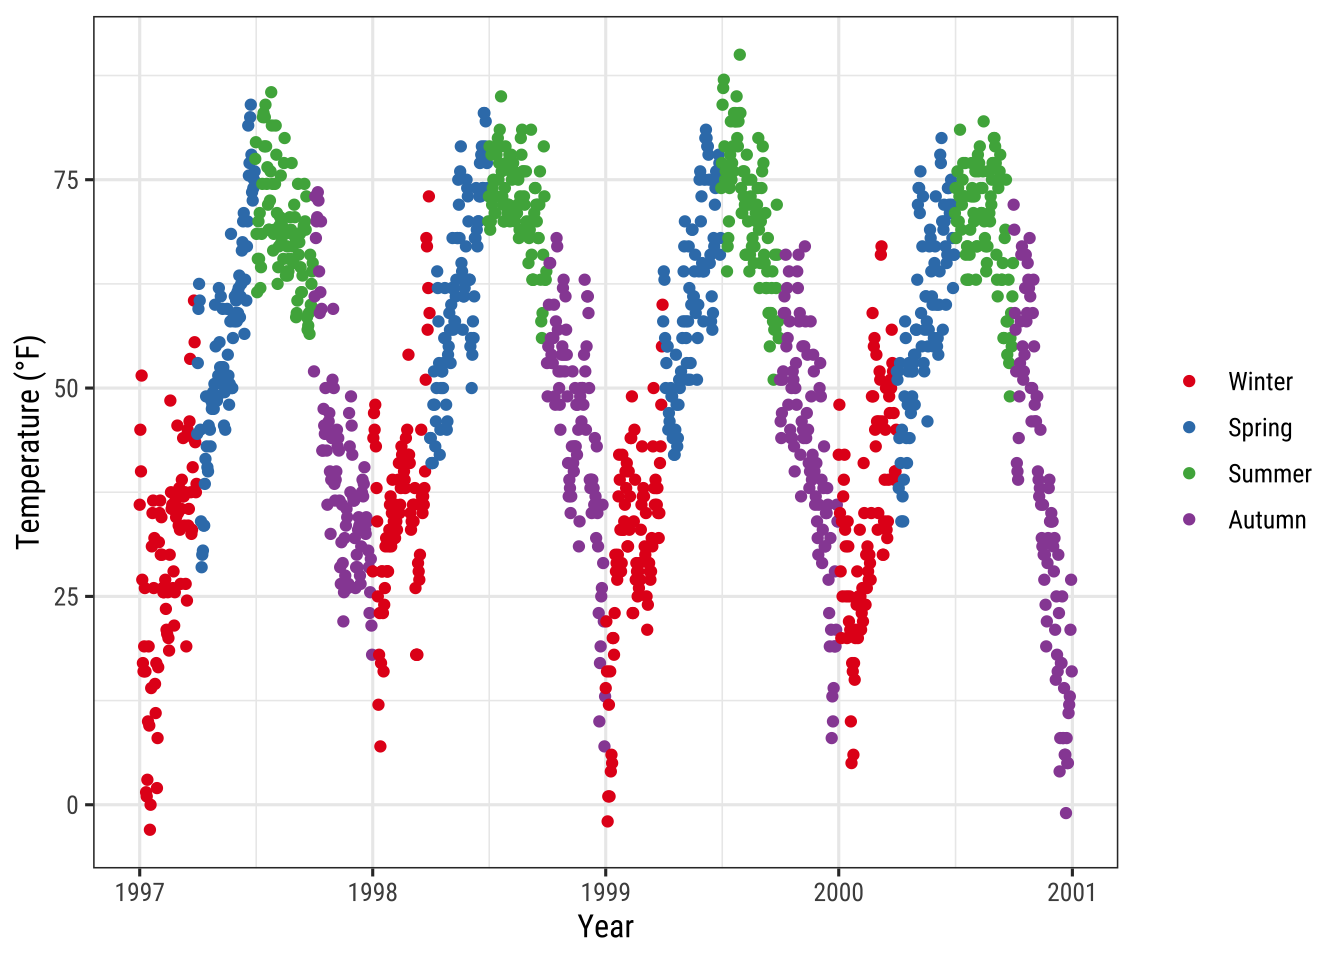 75
50
25
0
Temperature (°F)
1997
1998
1999
2000
2001
Year
Winter
Spring
Summer
Autumn